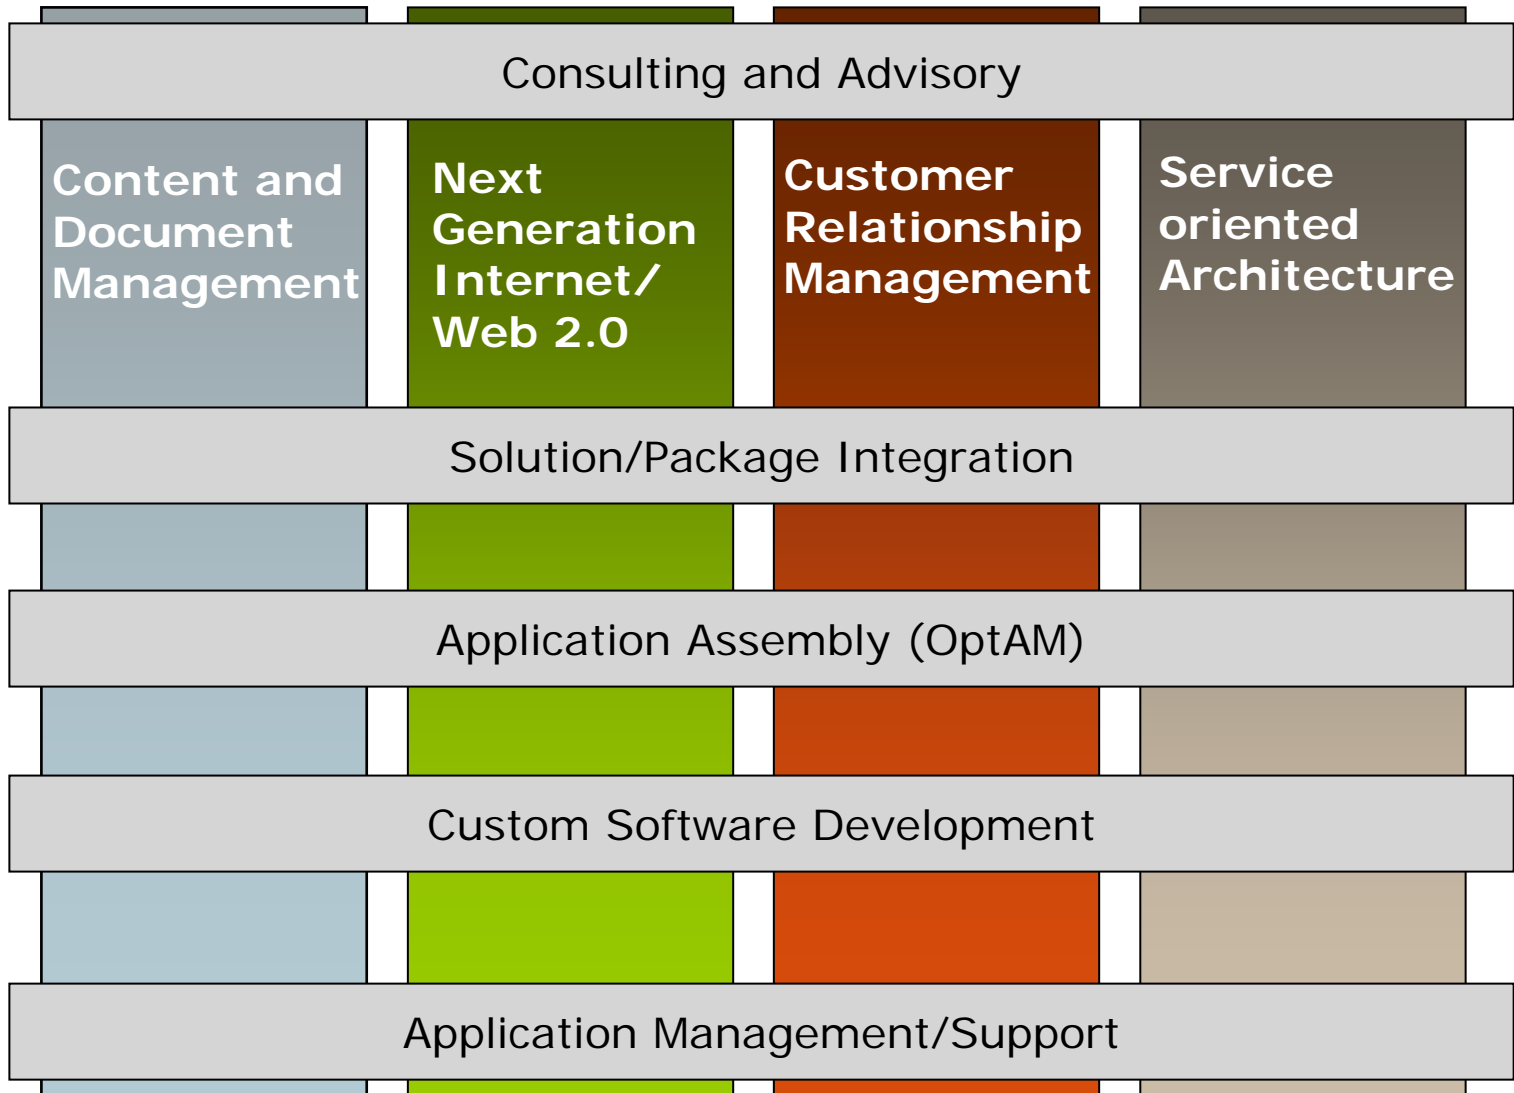 Consulting and Advisory
Content and
Document
Management
Next
Generation
Internet/
Web 2.0
Customer
Relationship
Management
Service
oriented
Architecture
Solution/Package Integration
Application Assembly (OptAM)
Custom Software Development
Application Management/Support